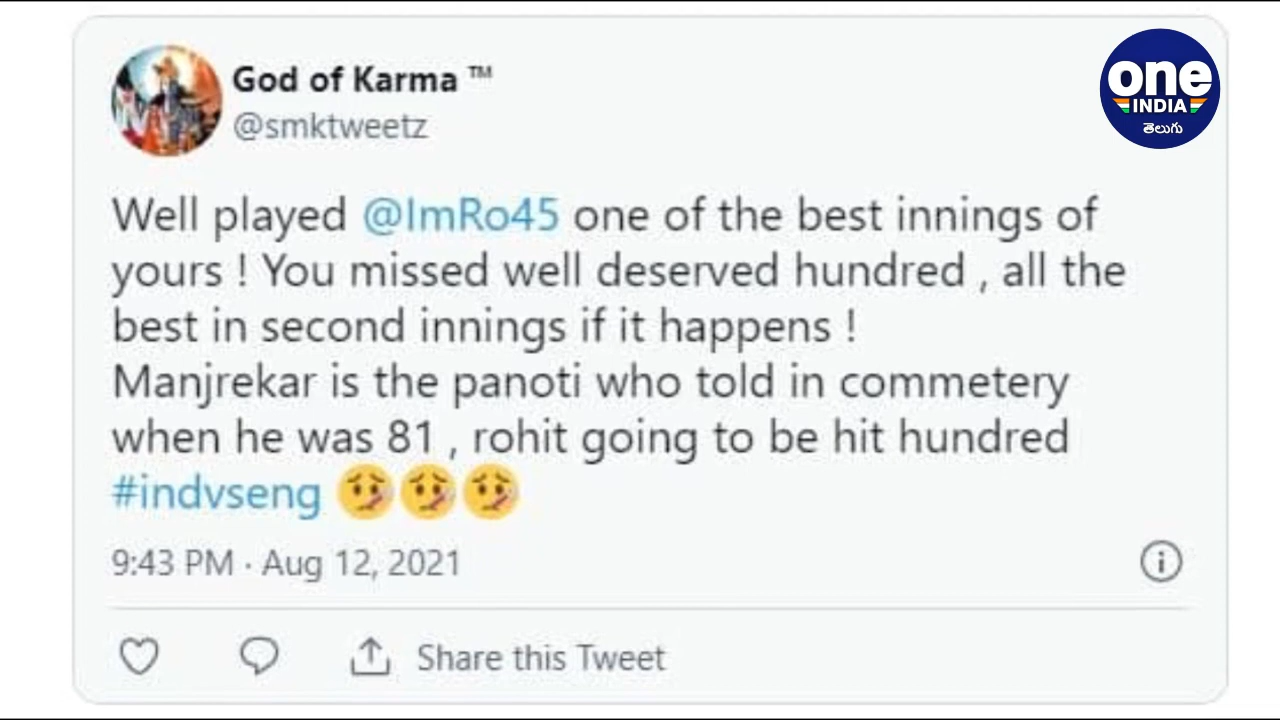 God of Karma ™
@smktweetz
one
INDIA
తెలుగు
Well played @ImRo45 one of the best innings of
yours ! You missed well deserved hundred , all the
best in second innings if it happens !
Manjrekar is the panoti who told in commetery
when he was 81 , rohit going to be hit hundred
#indvseng 🤒🤒🤒
9:43 PM · Aug 12, 2021
Share this Tweet